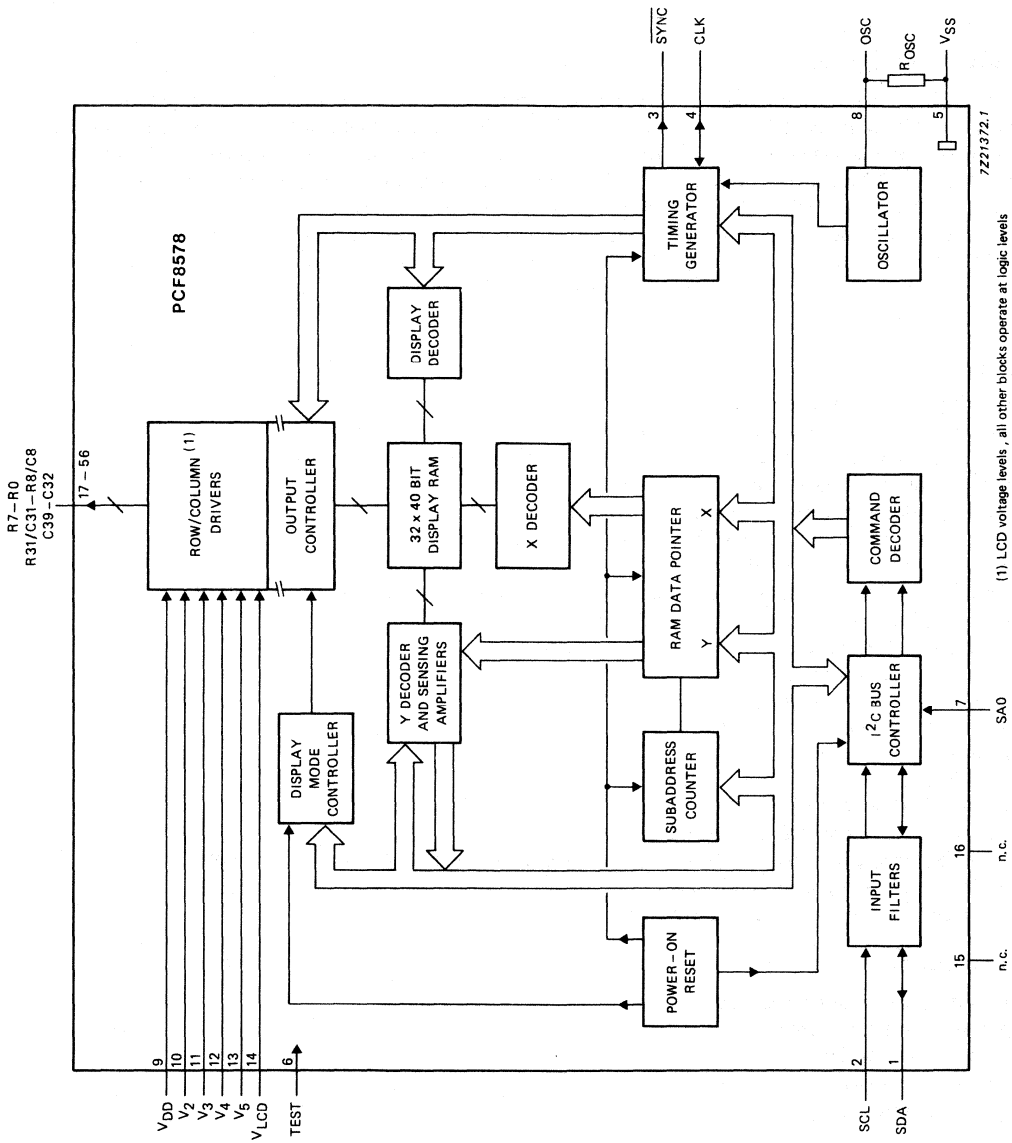 PCF8578
R7 – R0
R31/C31 – R8/C8
C39 – C32
17 – 56
VDD
9
V2
10
V3
11
V4
12
V5
13
VLCD
14
TEST
6
ROW/COLUMN (1)
DRIVERS
OUTPUT
CONTROLLER
DISPLAY
MODE
CONTROLLER
Y DECODER
AND SENSING
AMPLIFIERS
32 x 40 BIT
DISPLAY RAM
DISPLAY
DECODER
X DECODER
POWER – ON
RESET
SUBADDRESS
COUNTER
RAM DATA POINTER
Y
X
TIMING
GENERATOR
3
SYNC
4
CLK
SCL
2
SDA
1
INPUT
FILTERS
I2C BUS
CONTROLLER
COMMAND
DECODER
OSCILLATOR
8
OSC
ROSC
5
VSS
15
n.c.
16
n.c.
7
SA0
7Z21372.1
(1) LCD voltage levels , all other blocks operate at logic levels